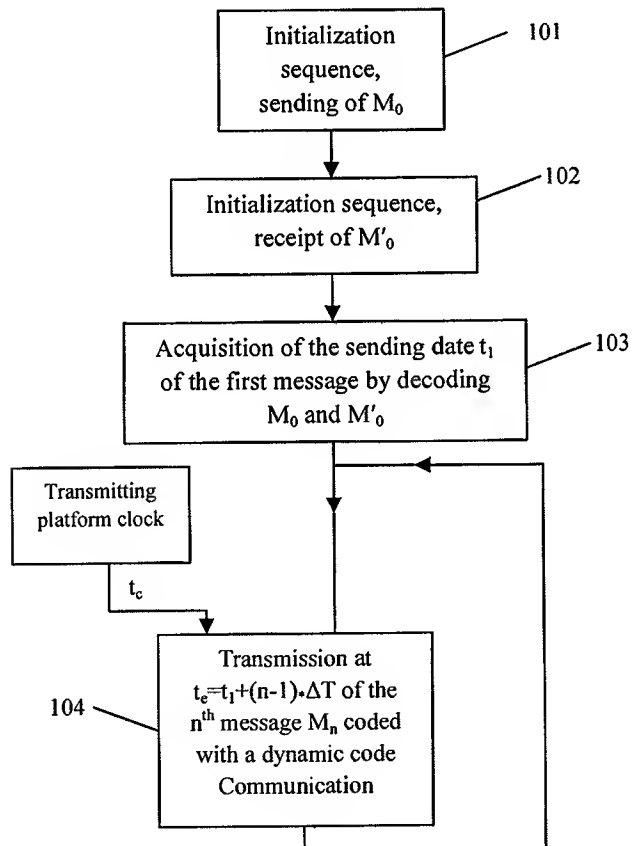 Initialization
sequence,
sending of M₀
101
102
Initialization sequence,
receipt of M'₀
Acquisition of the sending date t₁
of the first message by decoding
M₀ and M'₀
103
Transmitting
platform clock
t_c
104
Transmission at
t_e=t₁+(n-1)*ΔT of the
nᵗʰ message Mₙ coded
with a dynamic code
Communication